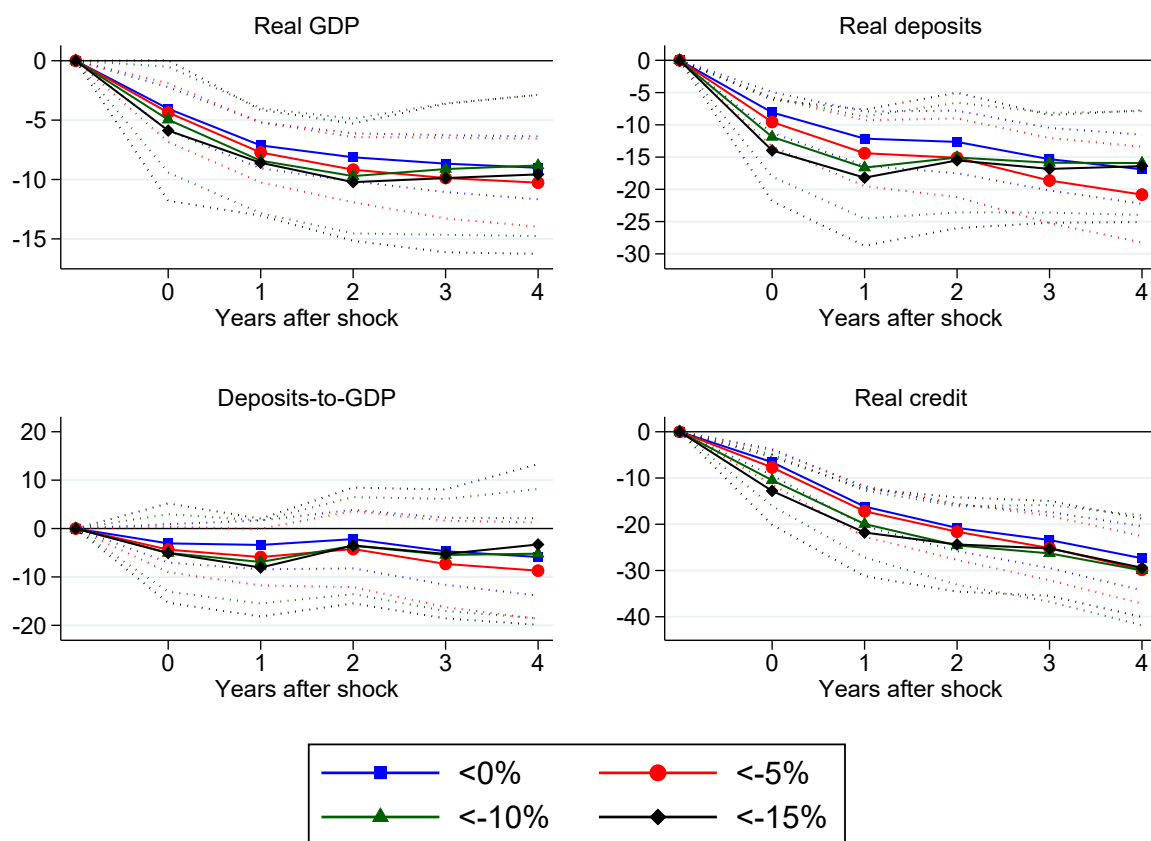 Real GDP
0
-5
-10
-15
0 1 2 3 4
Years after shock
Real deposits
0
-5
-10
-15
-20
-25
-30
0 1 2 3 4
Years after shock
Deposits-to-GDP
20
10
0
-10
-20
0 1 2 3 4
Years after shock
Real credit
0
-10
-20
-30
-40
0 1 2 3 4
Years after shock
<0% <-5%
<-10% <-15%